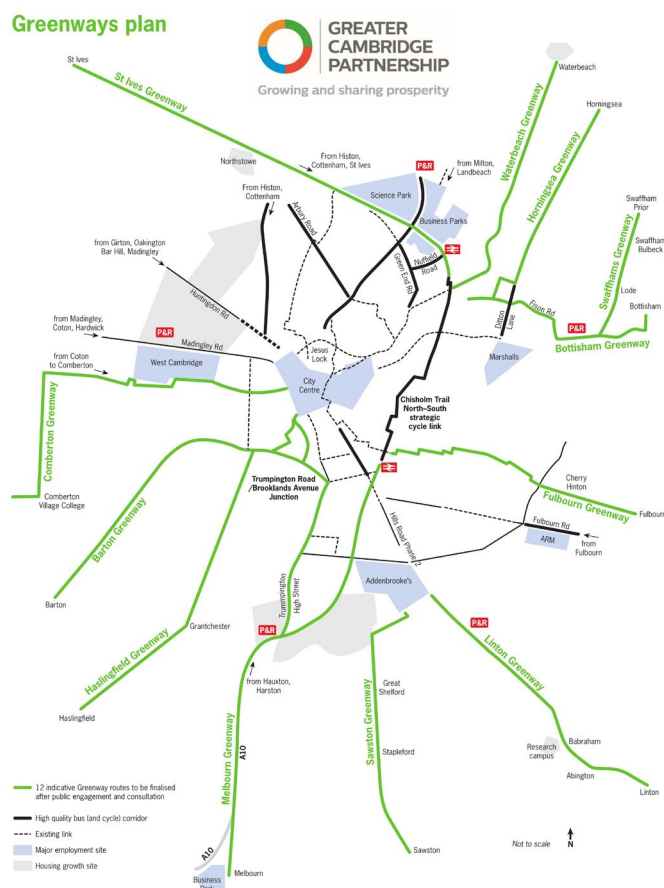 Greenways plan
GREATER
CAMBRIDGE
PARTNERSHIP
Growing and sharing prosperity
St Ives
St Ives Greenway
Waterbeach
Waterbeach Greenway
Horningsea
Horningsea Greenway
From Histon,
Cottenham, St Ives
P&R
from Milton,
Landbeach
Northstowe
From Histon,
Cottenham
Science Park
Business Parks
Arbury Road
Green End Rd
Nuffield
Road
Swaffham
Prior
Swaffham
Bulbeck
Swaffhams Greenway
Lode
Bottisham
from Girton, Oakington
Bar Hill, Madingley
Huntingdon Rd
Fison Rd
Ditton
Lane
P&R
Bottisham Greenway
from Madingley,
Coton, Hardwick
P&R
Madingley Rd
West Cambridge
Jesus
Lock
City
Centre
Marshalls
from Coton
to Comberton
Comberton Greenway
Chisholm Trail
North–South
strategic
cycle link
Comberton
Village College
Barton Greenway
Trumpington Road
/Brooklands Avenue
Junction
Cherry
Hinton
Fulbourn Greenway
Fulbourn
Hills Road Phase 2
Fulbourn Rd
ARM
from
Fulbourn
Addenbrooke's
Trummpington
High Street
Barton
Grantchester
P&R
P&R
Haslingfield Greenway
Haslingfield
from Hauxton,
Harston
Linton Greenway
Great
Shelford
Sawston Greenway
Stapleford
Melbourn Greenway
A10
Research
campus
Babraham
Abington
Linton
Sawston
A10
Melbourn
Business
12 indicative Greenway routes to be finalised
after public engagement and consultation
High quality bus (and cycle) corridor
Existing link
Major employment site
Housing growth site
Not to scale
N